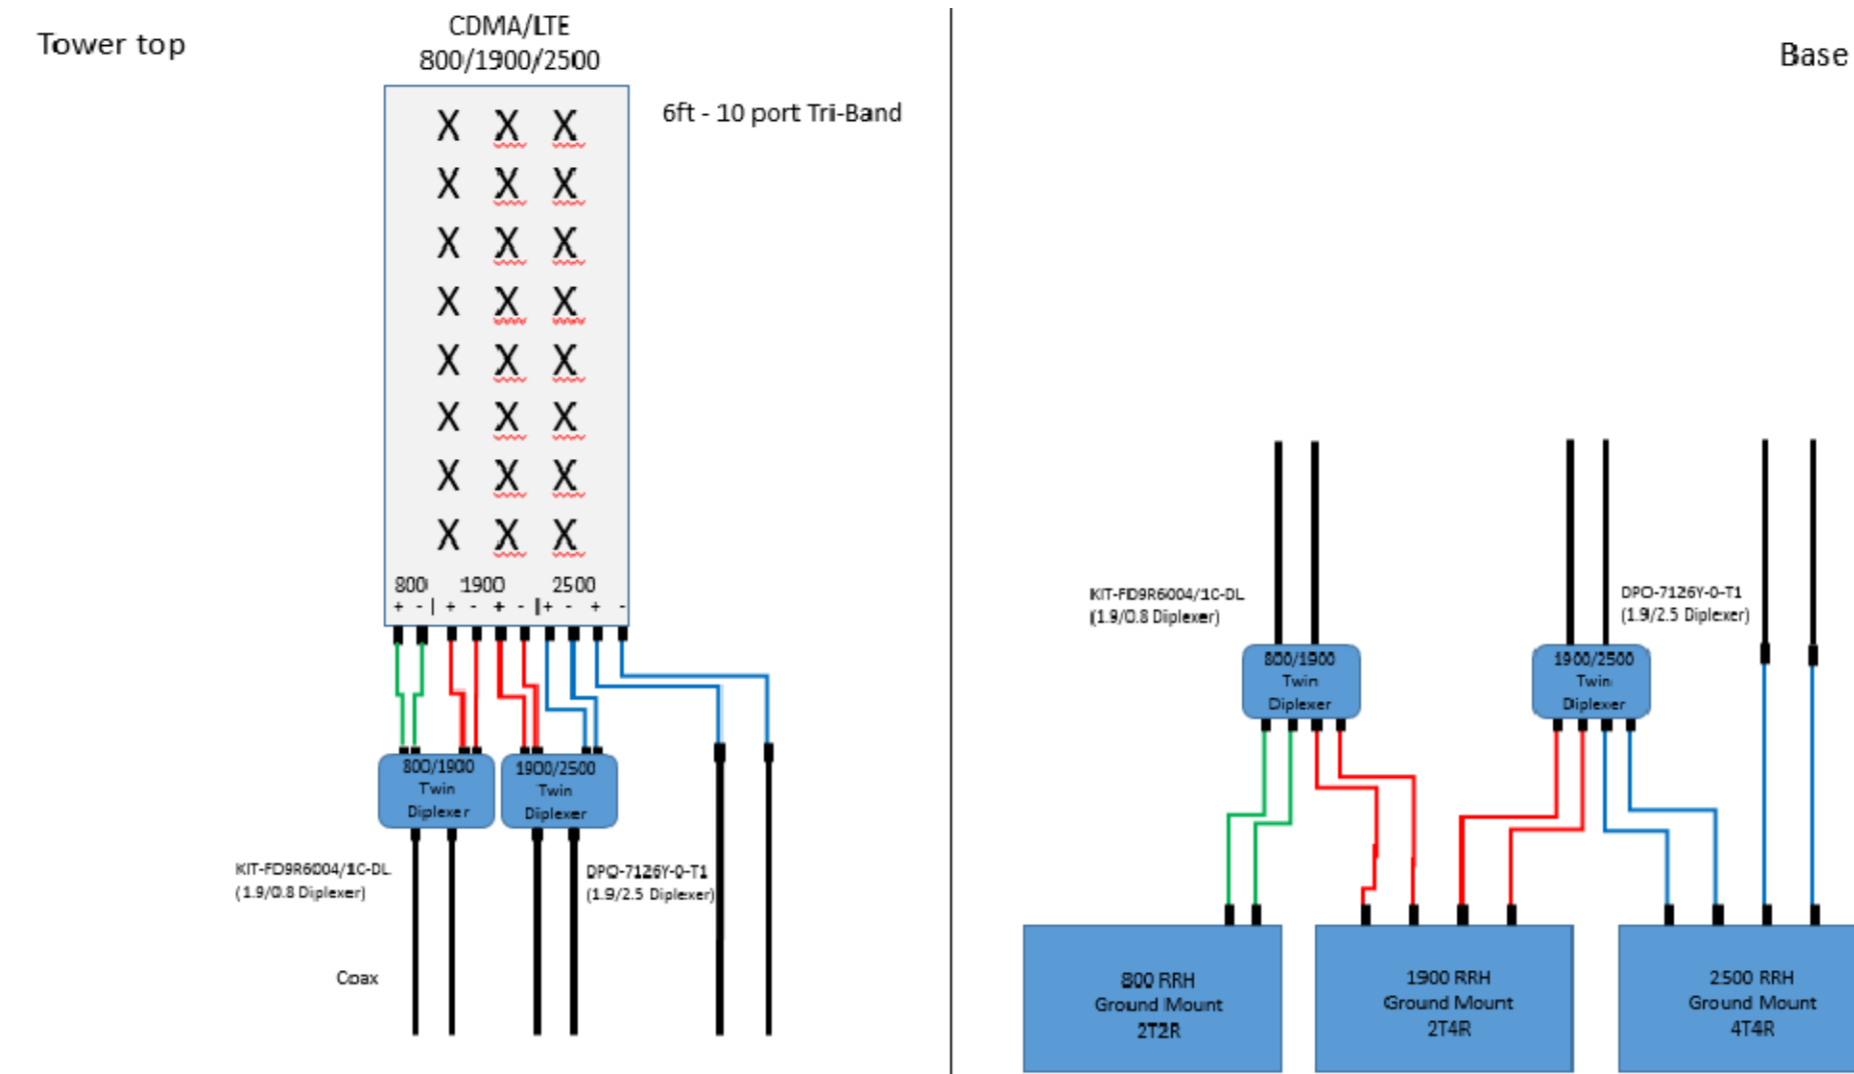 Tower top
CDMA/LTE
800/1900/2500
6ft - 10 port Tri-Band
X X X
X X X
X X X
X X X
X X X
X X X
X X X
X X X
800 1900 2500
+ - | + - + - | + - + -
800/1900
Twin
Diplexer
1900/2500
Twin
Diplexer
KIT-FD9R6004/1C-DL
(1.9/0.8 Diplexer)
DPO-7126Y-0-T1
(1.9/2.5 Diplexer)
Coax
Base
KIT-FD9R6004/1C-DL
(1.9/0.8 Diplexer)
DPO-7126Y-0-T1
(1.9/2.5 Diplexer)
800/1900
Twin
Diplexer
1900/2500
Twin
Diplexer
800 RRH
Ground Mount
2T2R
1900 RRH
Ground Mount
2T4R
2500 RRH
Ground Mount
4T4R